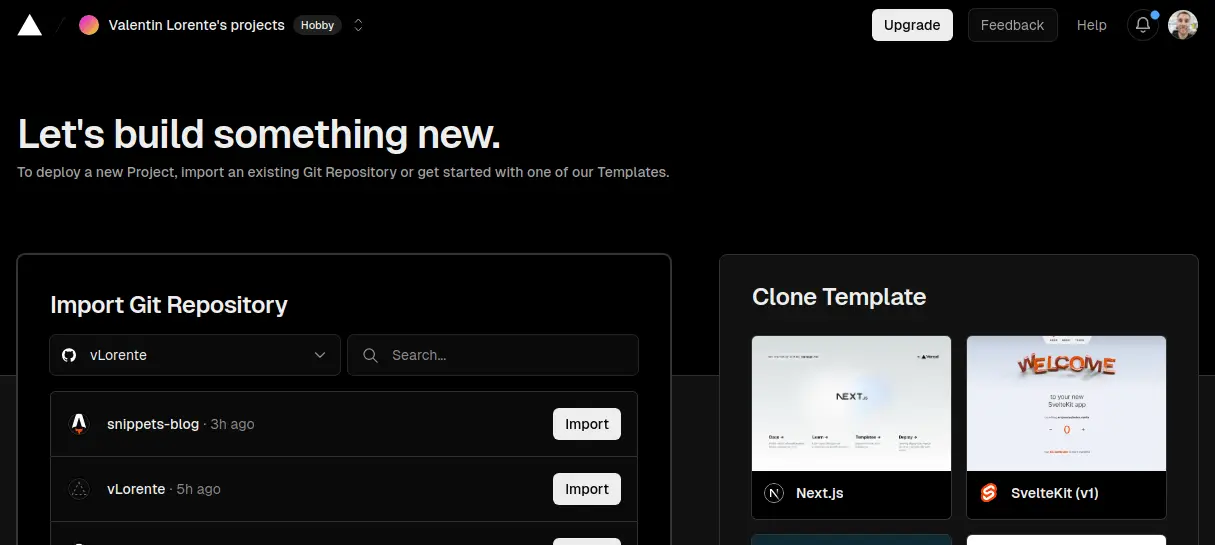 Valentin Lorente's projects Hobby
Upgrade Feedback Help
Let's build something new.
To deploy a new Project, import an existing Git Repository or get started with one of our Templates.
Import Git Repository
vLorente
Search...
snippets-blog · 3h ago
Import
vLorente · 5h ago
Import
Clone Template
Vercel
NEXT.JS
Docs
Learn
Templates
Deploy
Next.js
WELCOME
to your new
SvelteKit app
- 0 +
SvelteKit (v1)